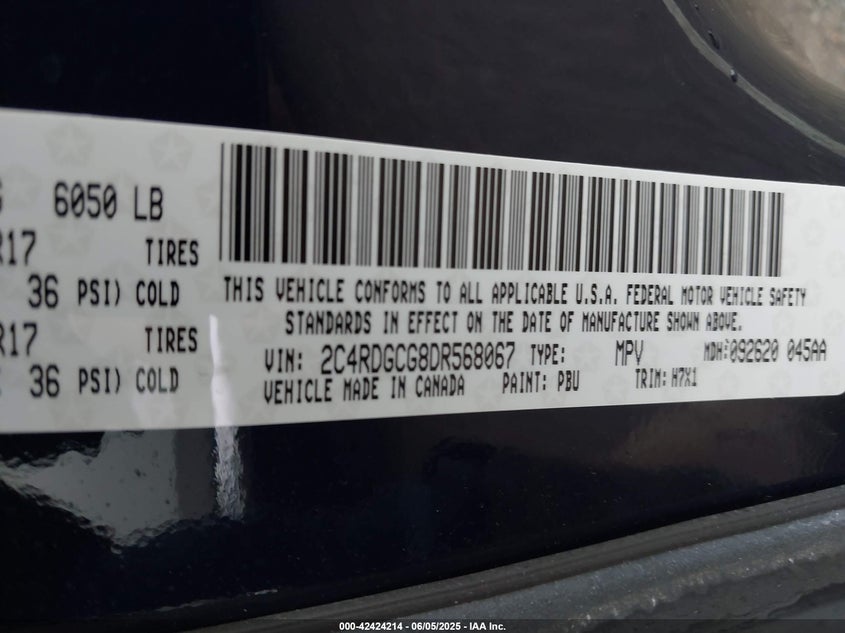 G 6050 LB
R17 TIRES
36 PSI) COLD
R17 TIRES
36 PSI) COLD
THIS VEHICLE CONFORMS TO ALL APPLICABLE U.S.A. FEDERAL MOTOR VEHICLE SAFETY
STANDARDS IN EFFECT ON THE DATE OF MANUFACTURE SHOWN ABOVE.
VIN: 2C4RDGCG8DR568067 TYPE: MPV MDH:092620 045AA
VEHICLE MADE IN CANADA PAINT: PBU TRIM: H7X1
000-42424214 - 06/05/2025 - IAA Inc.